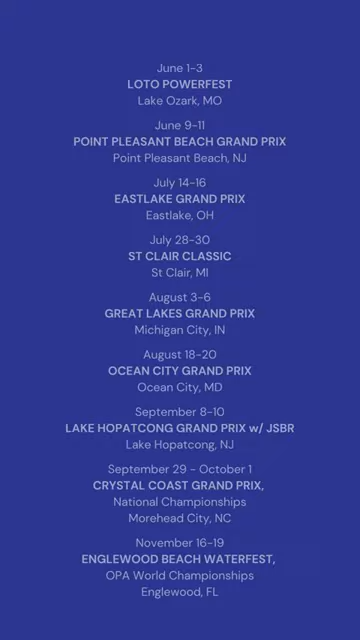 June 1-3
LOTO POWERFEST
Lake Ozark, MO
June 9-11
POINT PLEASANT BEACH GRAND PRIX
Point Pleasant Beach, NJ
July 14-16
EASTLAKE GRAND PRIX
Eastlake, OH
July 28-30
ST CLAIR CLASSIC
St Clair, MI
August 3-6
GREAT LAKES GRAND PRIX
Michigan City, IN
August 18-20
OCEAN CITY GRAND PRIX
Ocean City, MD
September 8-10
LAKE HOPATCONG GRAND PRIX w/ JSBR
Lake Hopatcong, NJ
September 29 - October 1
CRYSTAL COAST GRAND PRIX,
National Championships
Morehead City, NC
November 16-19
ENGLEWOOD BEACH WATERFEST,
OPA World Championships
Englewood, FL